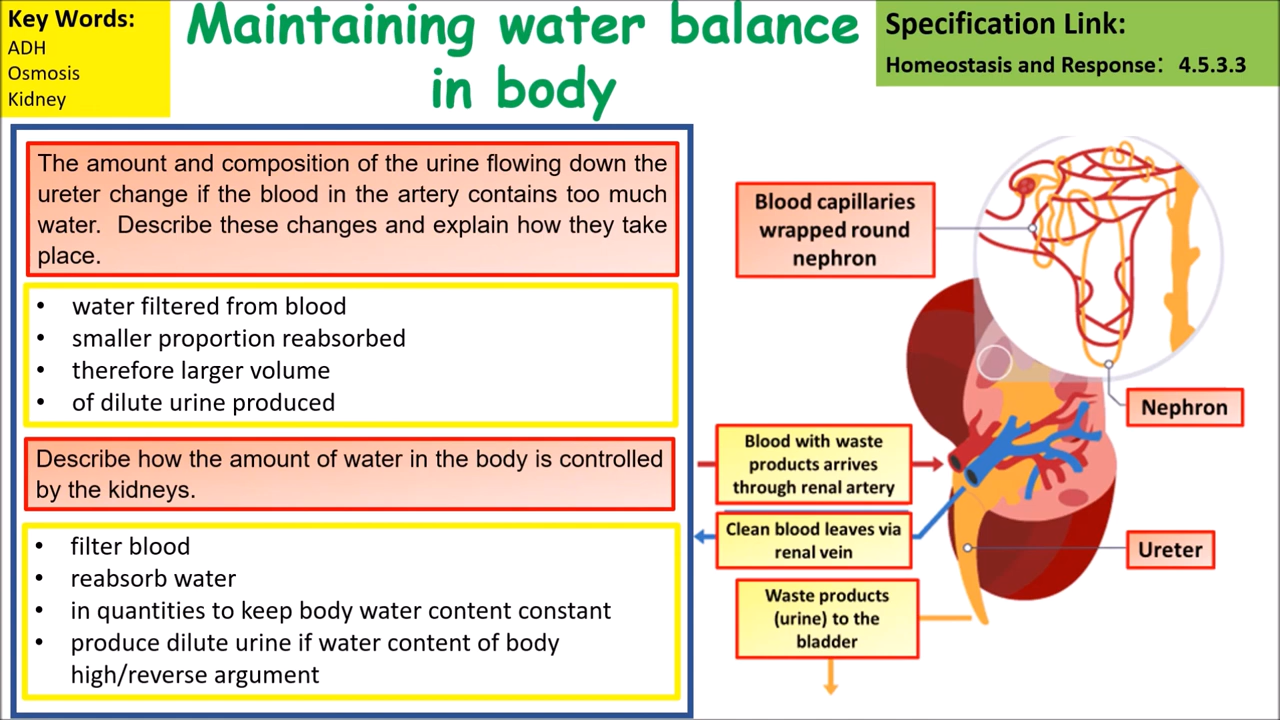 Key Words:
ADH
Osmosis
Kidney
Maintaining water balance
in body
Specification Link:
Homeostasis and Response: 4.5.3.3
The amount and composition of the urine flowing down the
ureter change if the blood in the artery contains too much
water. Describe these changes and explain how they take
place.
• water filtered from blood
• smaller proportion reabsorbed
• therefore larger volume
• of dilute urine produced
Describe how the amount of water in the body is controlled
by the kidneys.
• filter blood
• reabsorb water
• in quantities to keep body water content constant
• produce dilute urine if water content of body
high/reverse argument
Blood capillaries
wrapped round
nephron
Nephron
Blood with waste
products arrives
through renal artery
Clean blood leaves via
renal vein
Ureter
Waste products
(urine) to the
bladder